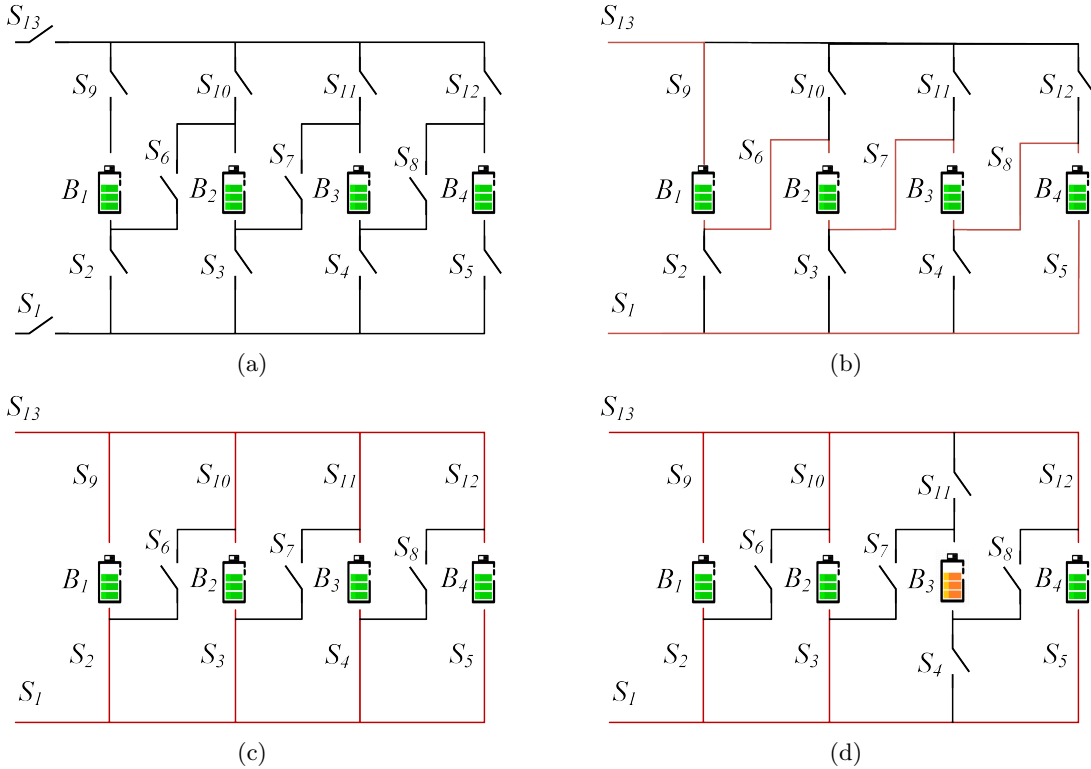 S13
S9 S10 S11 S12
S6 S7 S8
B1 B2 B3 B4
S2 S3 S4 S5
S1
(a)
S13
S9 S10 S11 S12
S6 S7 S8
B1 B2 B3 B4
S2 S3 S4 S5
S1
(b)
S13
S9 S10 S11 S12
S6 S7 S8
B1 B2 B3 B4
S2 S3 S4 S5
S1
(c)
S13
S9 S10 S11 S12
S6 S7 S8
B1 B2 B3 B4
S2 S3 S4 S5
S1
(d)